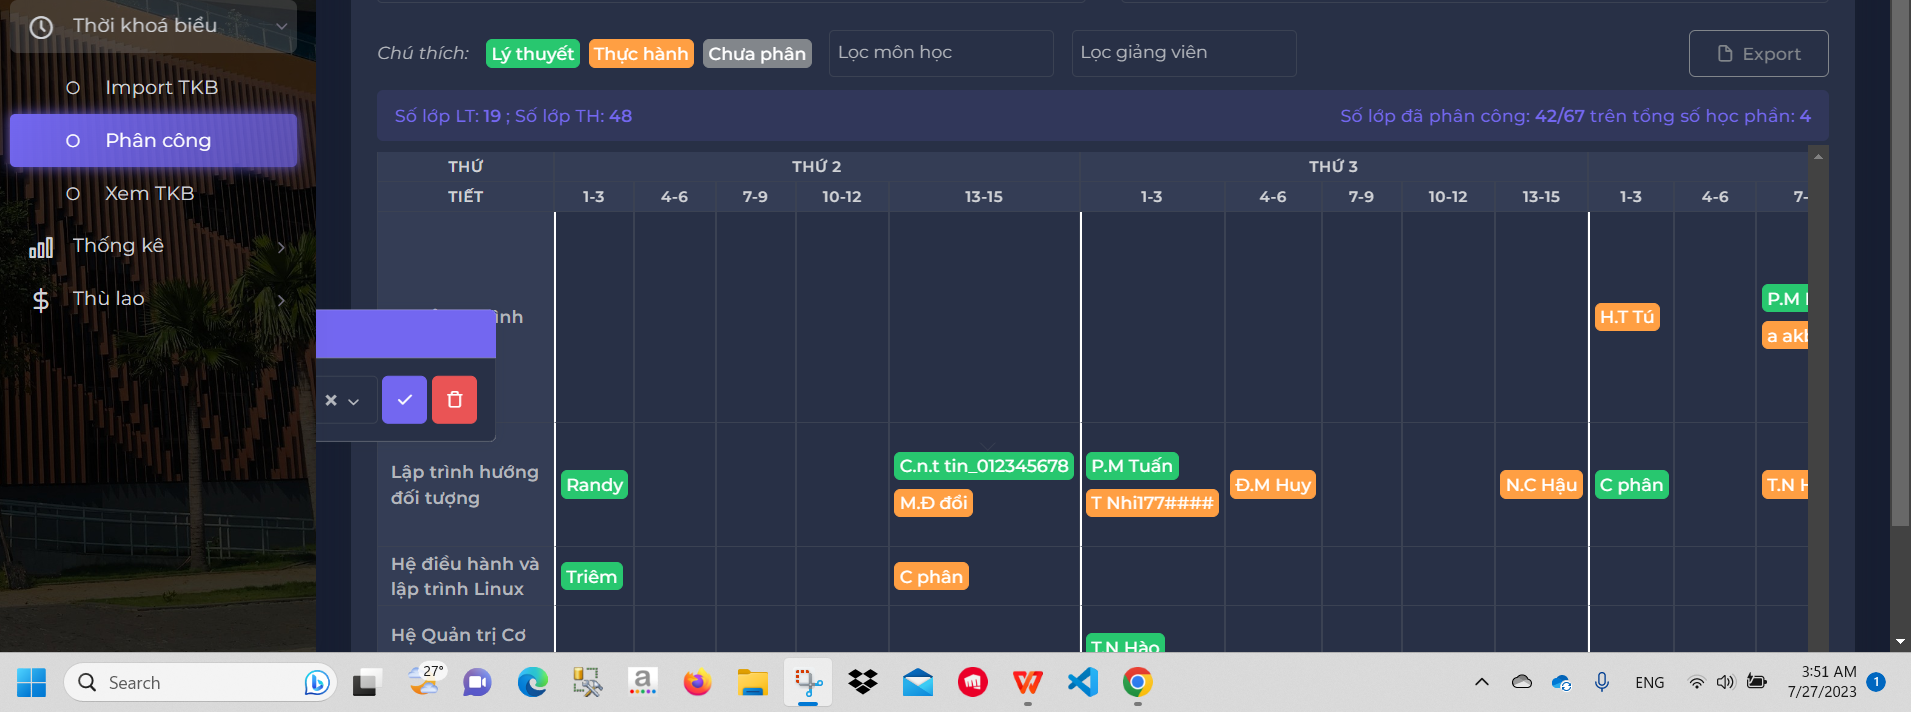 Thời khoá biểu
Import TKB
Phân công
Xem TKB
Thống kê
Thù lao
Chú thích: Lý thuyết Thực hành Chưa phân Lọc môn học Lọc giảng viên Export
Số lớp LT: 19 ; Số lớp TH: 48 Số lớp đã phân công: 42/67 trên tổng số học phần: 4
THỨ THỨ 2 THỨ 3
TIẾT 1-3 4-6 7-9 10-12 13-15 1-3 4-6 7-9 10-12 13-15 1-3 4-6 7-
P.M
H.T Tú
a akb
Lập trình hướng
đối tượng
Randy
C.n.t tin_012345678
M.Đ đổi
P.M Tuấn
T Nhi177####
Đ.M Huy
N.C Hậu
C phân
T.N H
Hệ điều hành và
lập trình Linux
Triêm
C phân
Hệ Quản trị Cơ
T.N Hào
Search
27°
ENG
3:51 AM
7/27/2023
1